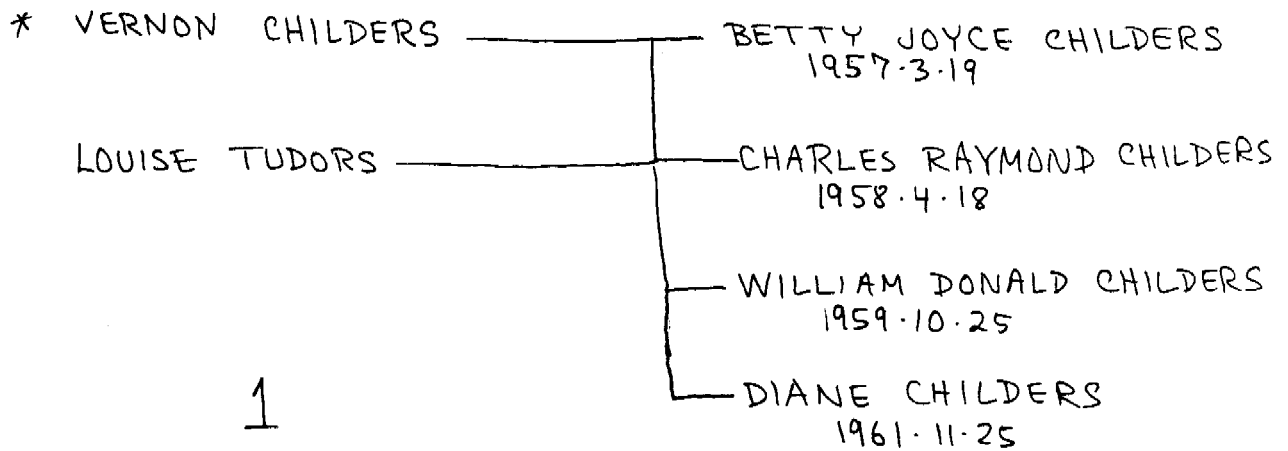 * VERNON CHILDERS
BETTY JOYCE CHILDERS
1957·3·19
LOUISE TUDORS
CHARLES RAYMOND CHILDERS
1958·4·18
WILLIAM DONALD CHILDERS
1959·10·25
DIANE CHILDERS
1961·11·25
1